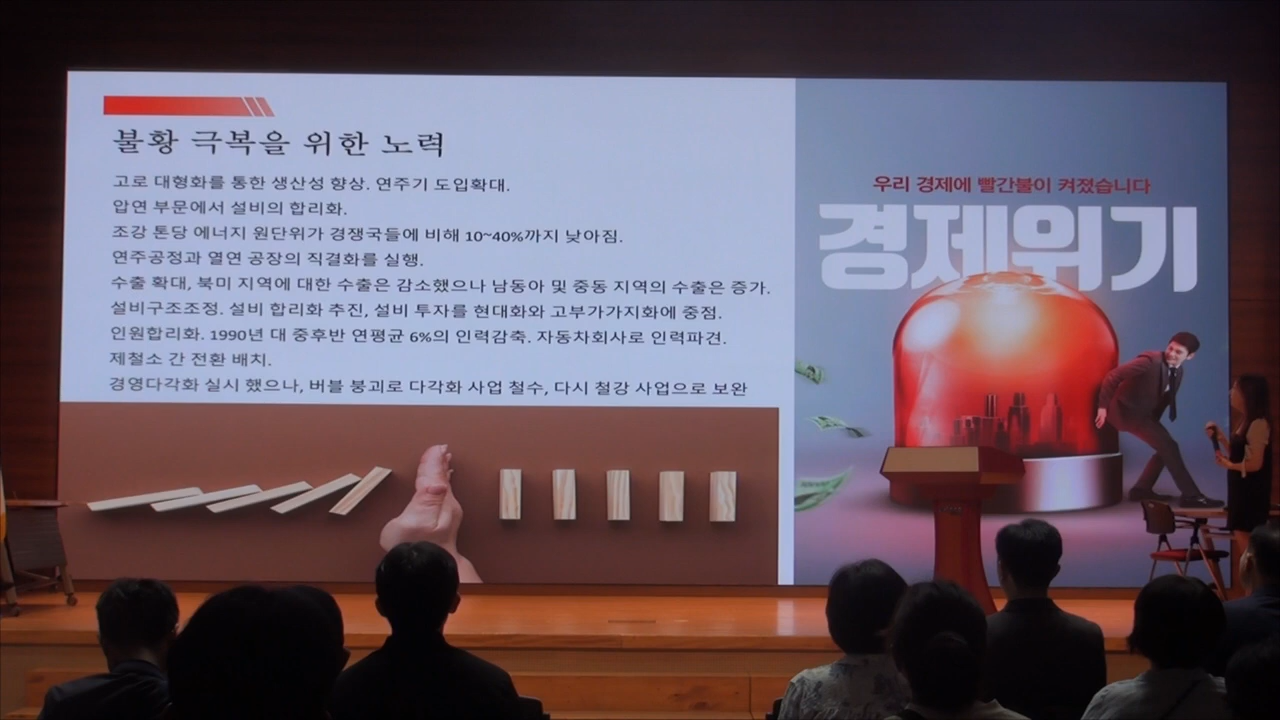 불황 극복을 위한 노력
고로 대형화를 통한 생산성 향상. 연주기 도입확대.
압연 부문에서 설비의 합리화.
조강 톤당 에너지 원단위가 경쟁국들에 비해 10~40%까지 낮아짐.
연주공정과 열연 공장의 직결화를 실행.
수출 확대, 북미 지역에 대한 수출은 감소했으나 남동아 및 중동 지역의 수출은 증가.
설비구조조정. 설비 합리화 추진, 설비 투자를 현대화와 고부가가지화에 중점.
인원합리화. 1990년 대 중후반 연평균 6%의 인력감축. 자동차회사로 인력파견.
제철소 간 전환 배치.
경영다각화 실시 했으나, 버블 붕괴로 다각화 사업 철수, 다시 철강 사업으로 보완
우리 경제에 빨간불이 켜졌습니다
경제위기